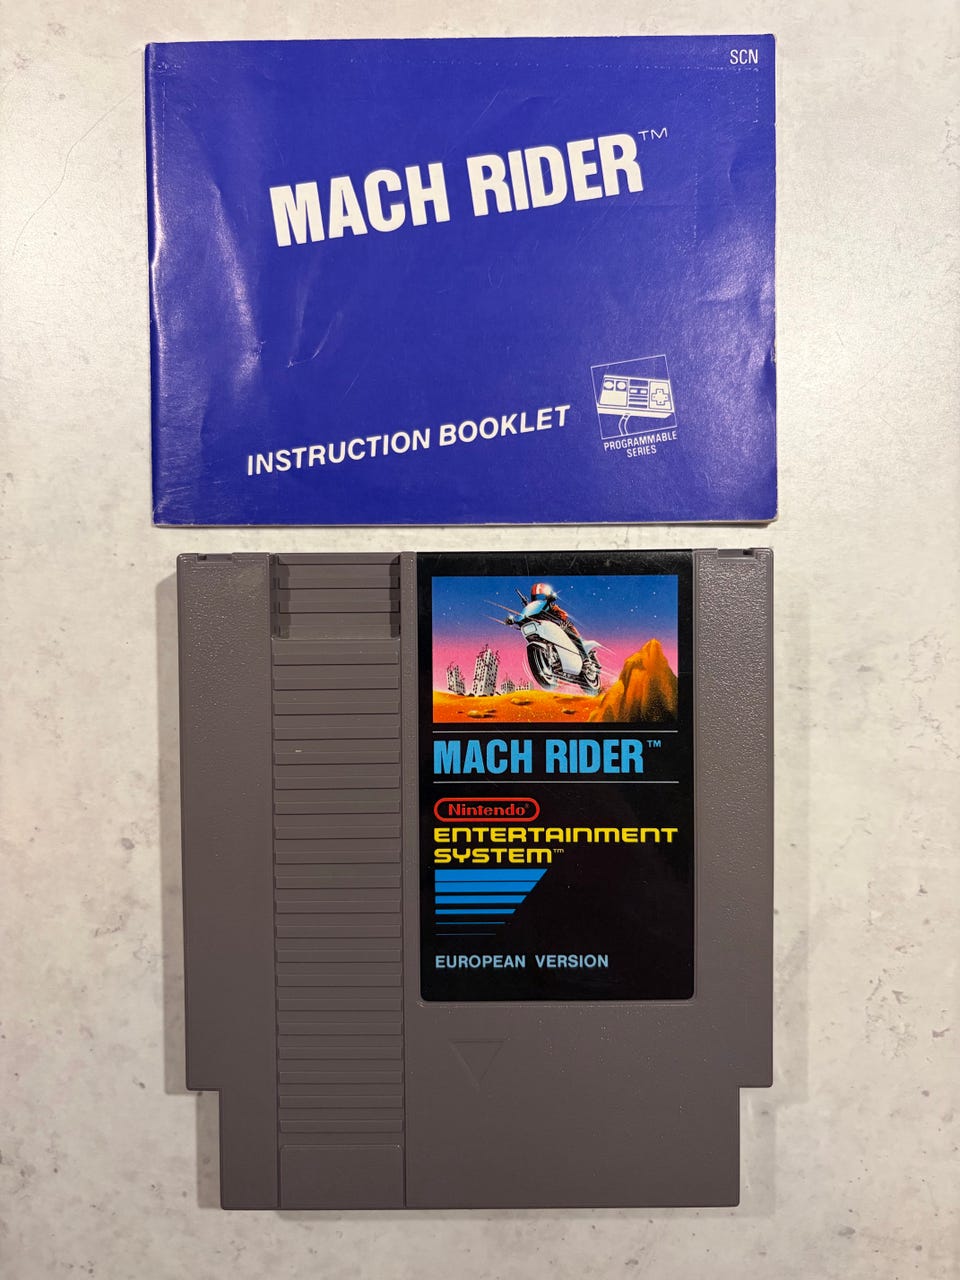 SCN
MACH RIDER™
INSTRUCTION BOOKLET
PROGRAMMABLE
SERIES
MACH RIDER™
Nintendo®
ENTERTAINMENT
SYSTEM™
EUROPEAN VERSION